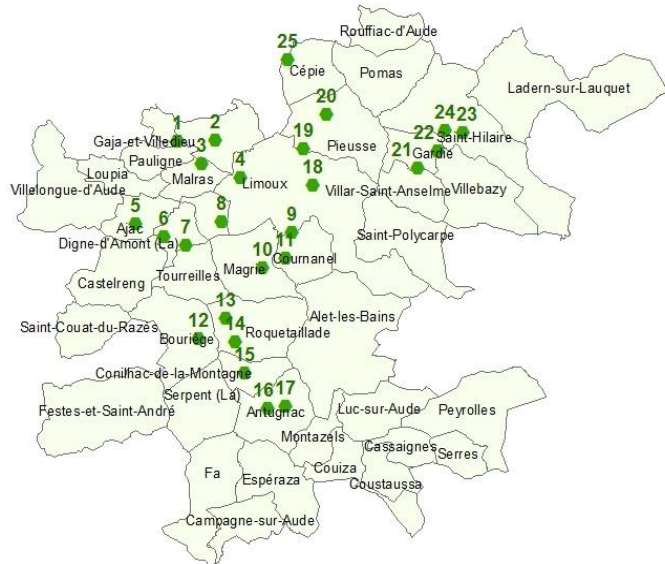 Rouffiac-d'Aude
25
Cépie
Pomas
Ladern-sur-Lauquet
20
1
2
24
23
Gaja-et-Villedieu
19
Pieusse
22
Saint-Hilaire
Pauligne
3
21
Gardie
Loupia
Malras
4
Limoux
18
Villelongue-d'Aude
Villar-Saint-Anselme
Villebazy
5
Ajac
6
8
7
9
Saint-Polycarpe
Digne-d'Amont (La)
10
11
Cournanel
Magrie
Tourreilles
Castelreng
13
Alet-les-Bains
Saint-Couat-du-Razès
12
14
Roquetaillade
Bouriège
15
Conilhac-de-la-Montagne
Serpent (La)
16
17
Festes-et-Saint-André
Antugnac
Luc-sur-Aude
Peyrolles
Montazels
Cassaignes
Serres
Fa
Couiza
Espéraza
Coustaussa
Campagne-sur-Aude